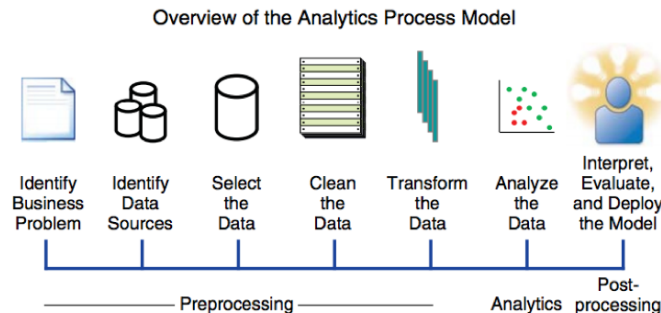 Overview of the Analytics Process Model
Identify
Business
Problem
Identify
Data
Sources
Select
the
Data
Clean
the
Data
Transform
the
Data
Analyze
the
Data
Interpret,
Evaluate,
and Deploy
the Model
Preprocessing
Analytics
Post-
processing